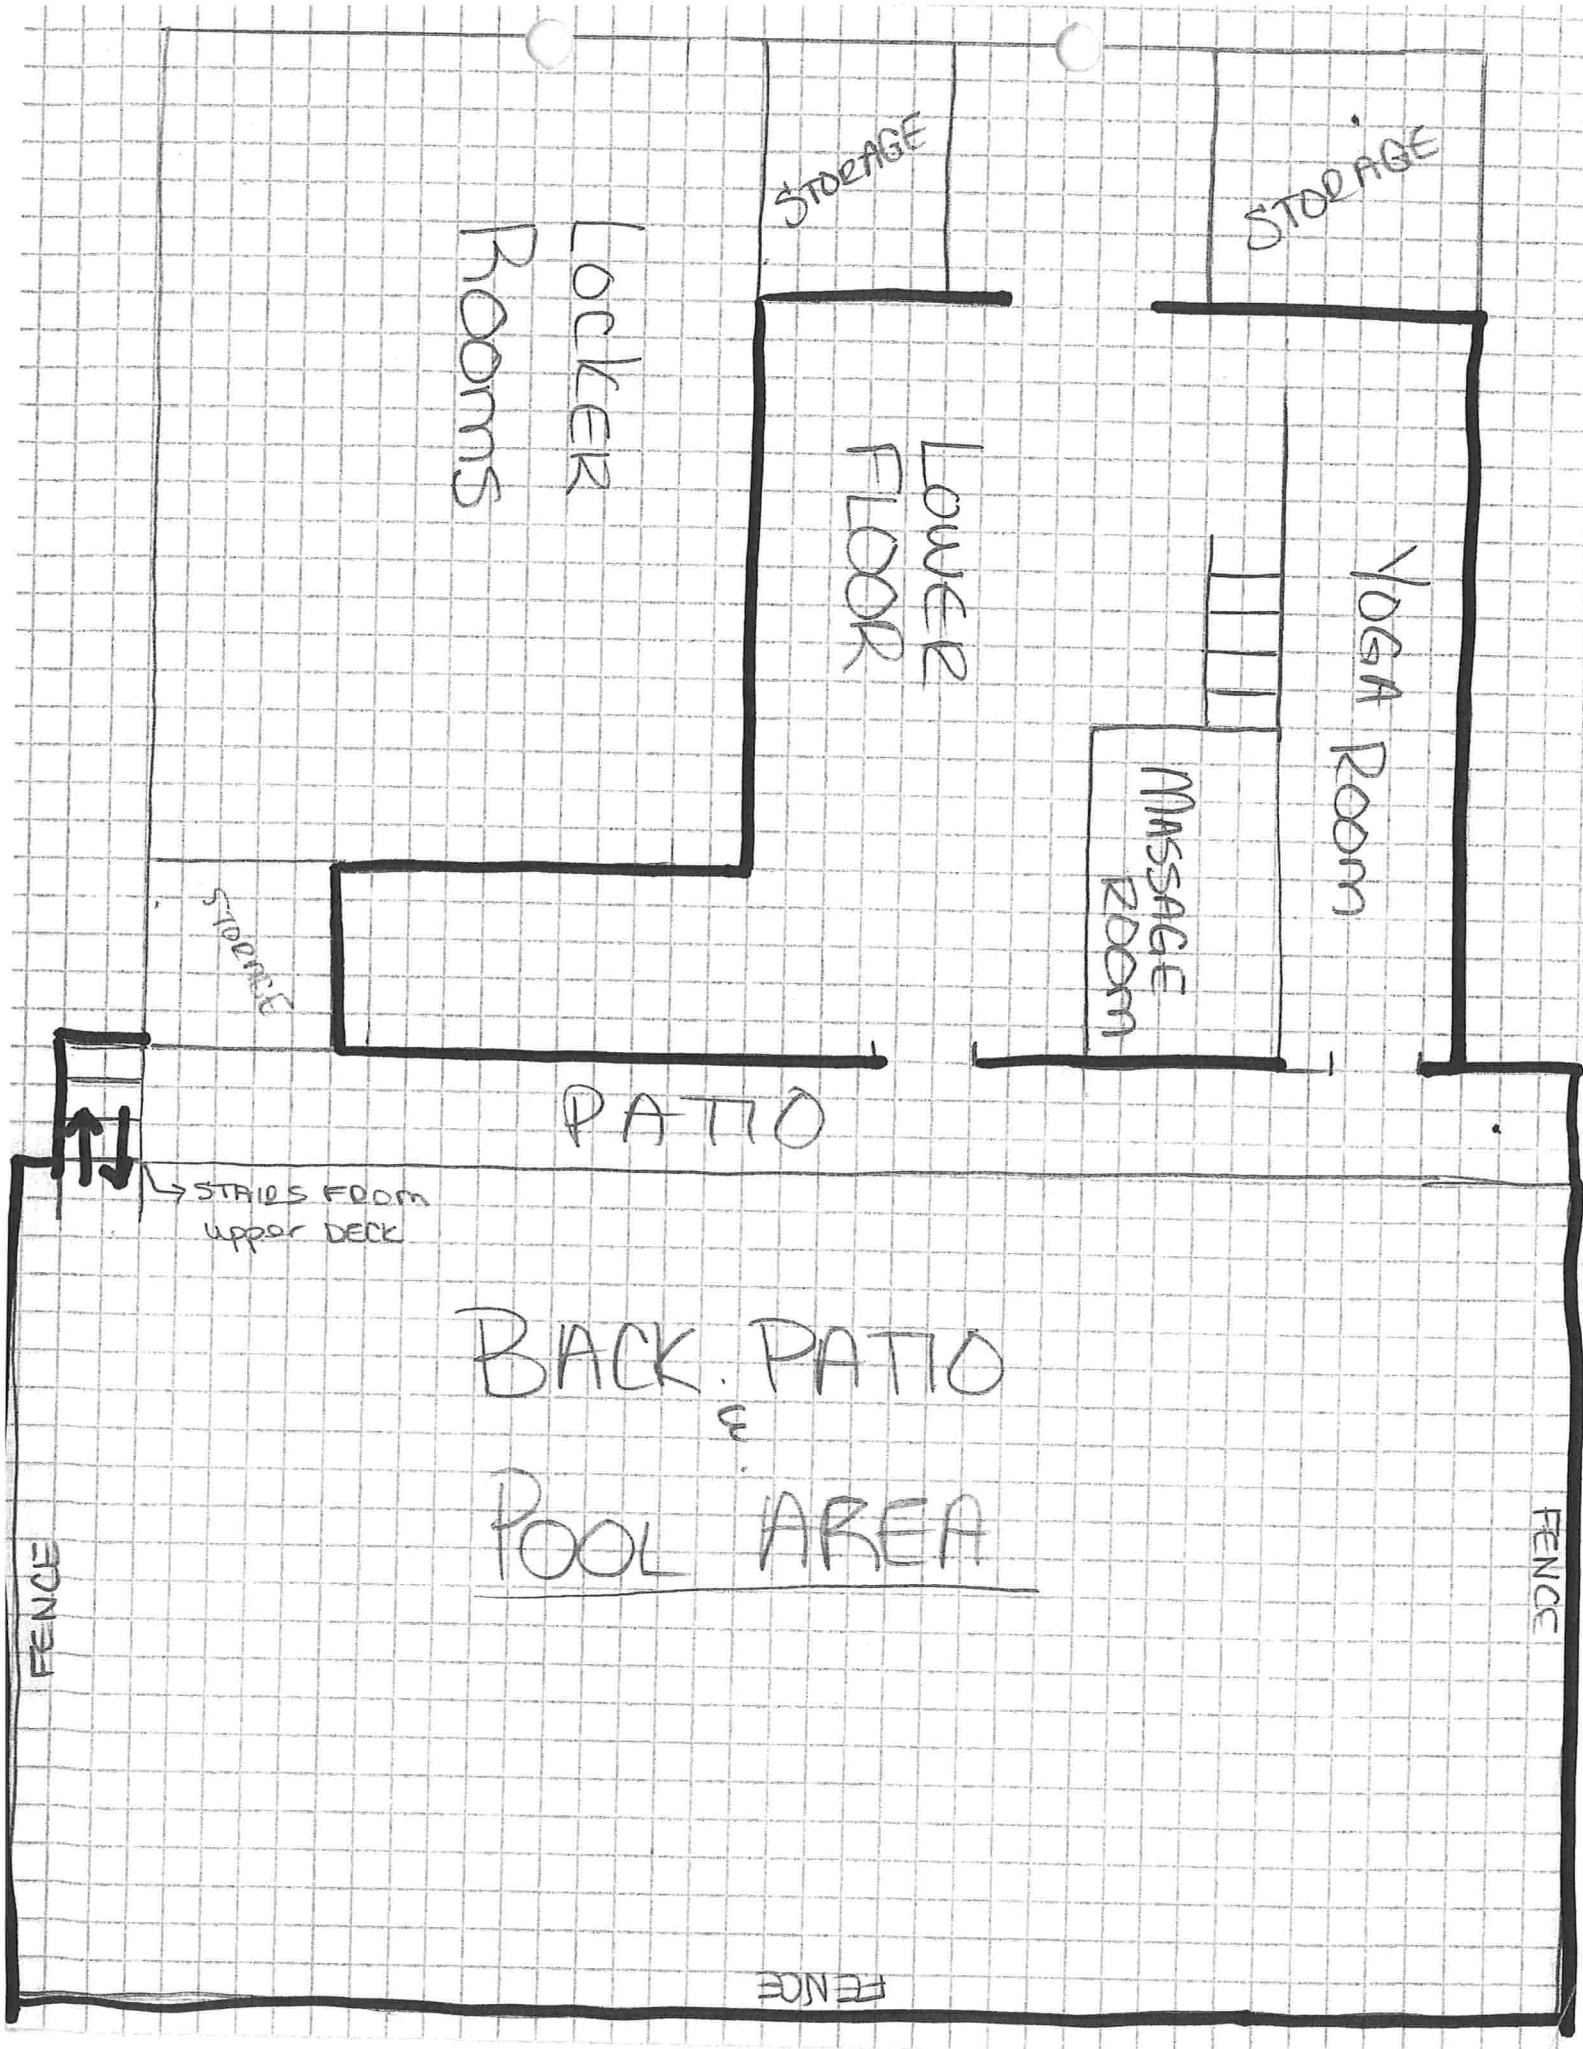 STORAGE
STORAGE
LOCKER
ROOMS
LOWER
FLOOR
YOGA ROOM
MASSAGE
ROOM
STORAGE
PATIO
STAIRS FROM
upper DECK
BACK PATIO
&
POOL AREA
FENCE
FENCE
FENCE